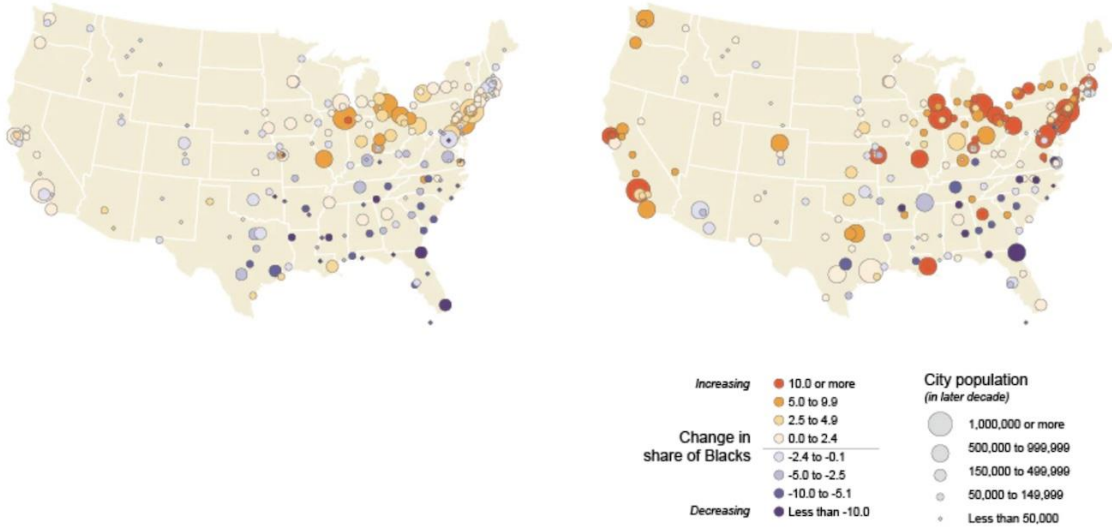 Increasing
10.0 or more
5.0 to 9.9
2.5 to 4.9
Change in
share of Blacks
0.0 to 2.4
-2.4 to -0.1
-5.0 to -2.5
-10.0 to -5.1
Decreasing
Less than -10.0
City population
(in later decade)
1,000,000 or more
500,000 to 999,999
150,000 to 499,999
50,000 to 149,999
Less than 50,000